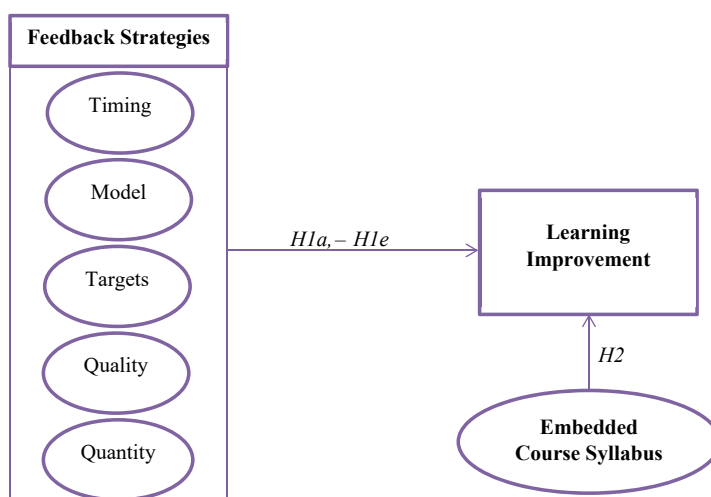 Feedback Strategies
Timing
Model
Targets
Quality
Quantity
H1a, – H1e
Learning
Improvement
H2
Embedded
Course Syllabus